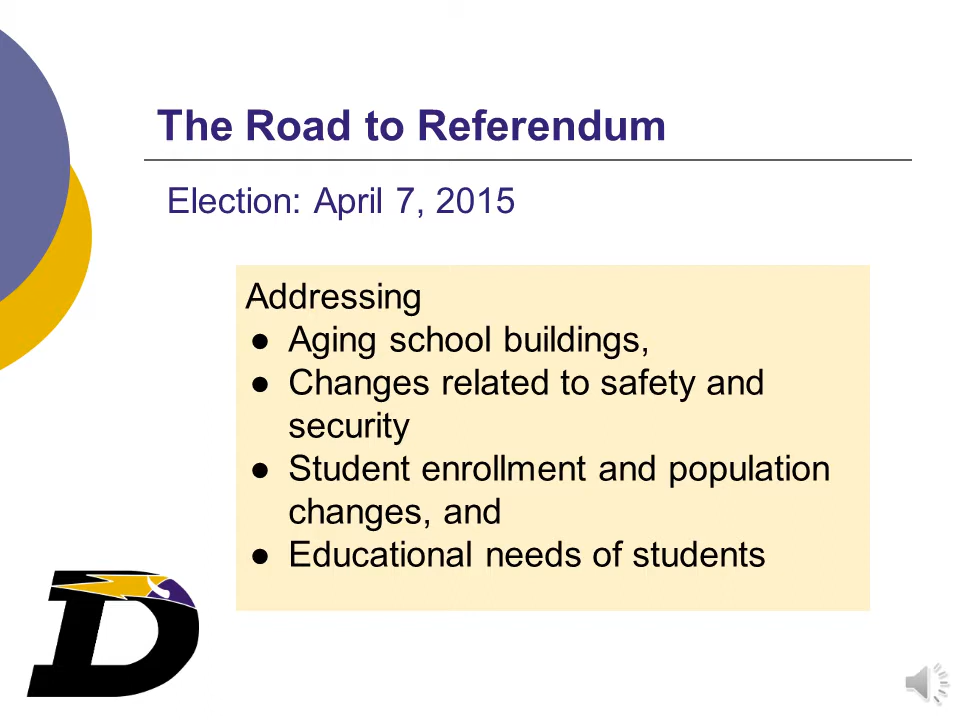 The Road to Referendum
Election: April 7, 2015
Addressing
● Aging school buildings,
● Changes related to safety and
security
● Student enrollment and population
changes, and
● Educational needs of students
D